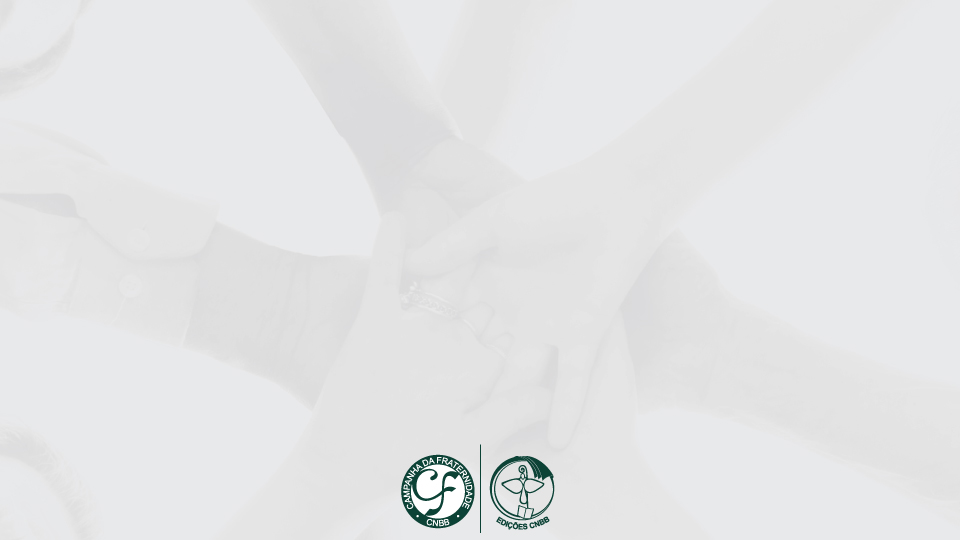 CAMPANHA DA FRATERNIDADE
CF
CNBB
EDIÇÕES CNBB